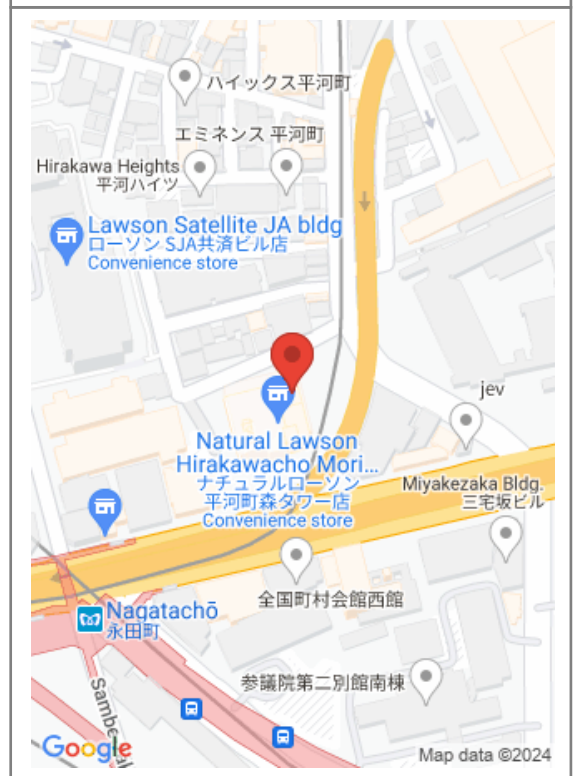 ハイックス平河町
エミネンス 平河町
Hirakawa Heights
平河ハイツ
Lawson Satellite JA bldg
ローソン SJA共済ビル店
Convenience store
jev
Natural Lawson
Hirakawacho Mori...
ナチュラルローソン
平河町森タワー店
Convenience store
Miyakezaka Bldg.
三宅坂ビル
全国町村会館西館
Nagatachō
永田町
参議院第二別館南棟
Google
Map data ©2024